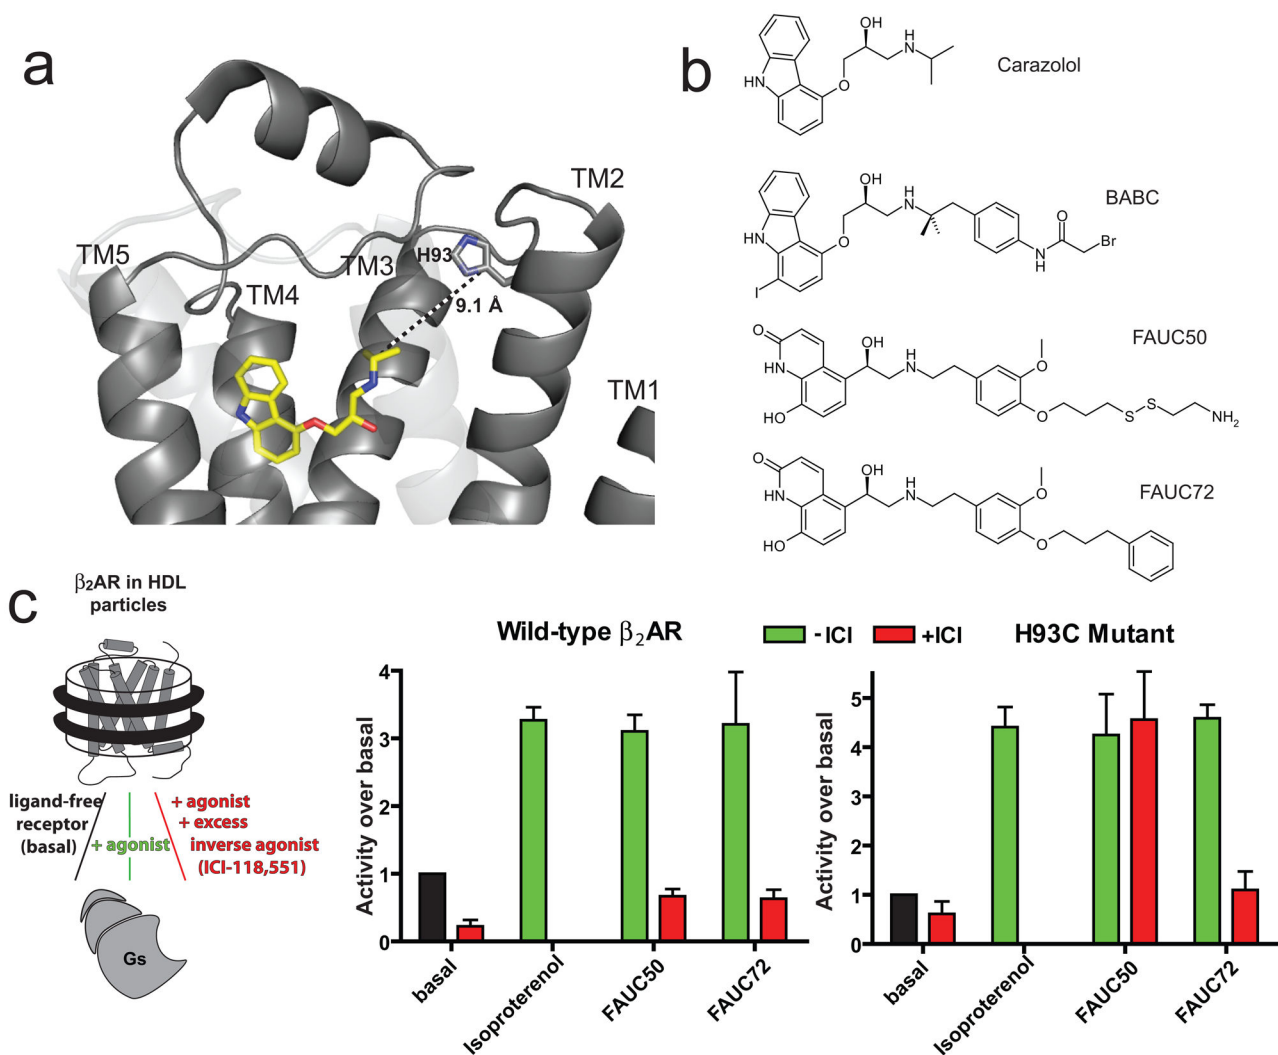 a
TM2
TM5
H93
TM3
TM4
9.1 Å
TM1
b
OH
H
N
HN
O
Carazolol
OH
H
N
BABC
O
HN
O
N
H
Br
I
FAUC50
O
OH
H
N
O
HN
HO
O
S
S
NH2
FAUC72
O
OH
H
N
O
HN
HO
O
c
β2AR in HDL
particles
ligand-free
receptor
(basal)
+ agonist
+ agonist
+ excess
inverse agonist
(ICI-118,551)
Gs
Wild-type β2AR
- ICI
+ICI
H93C Mutant
Activity over basal
4
3
2
1
0
basal
Isoproterenol
FAUC50
FAUC72
Activity over basal
5
4
3
2
1
0
basal
Isoproterenol
FAUC50
FAUC72